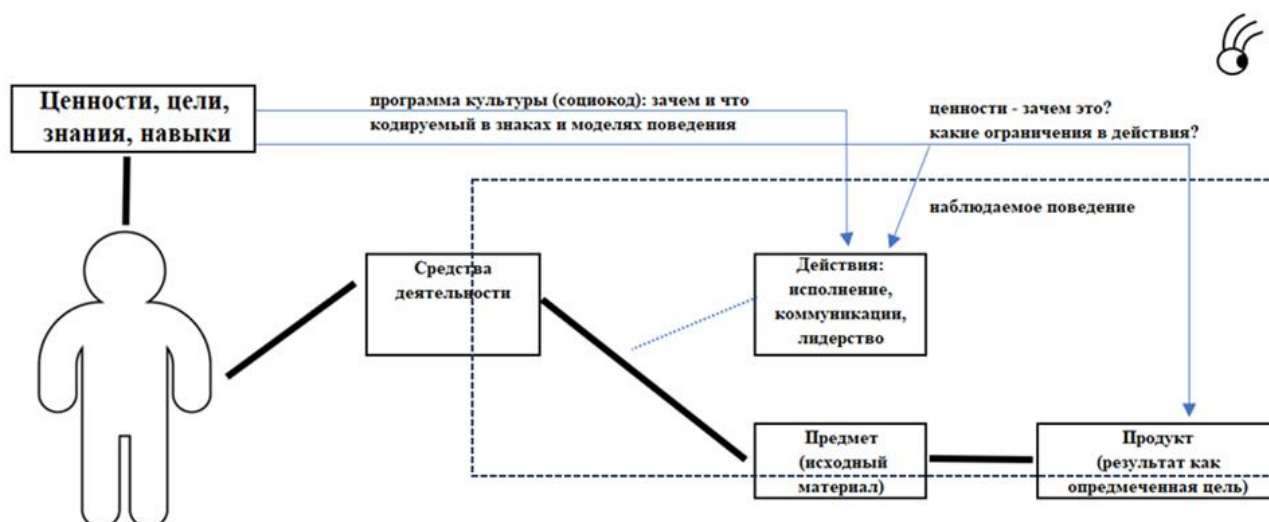 Ценности, цели,
знания, навыки
программа культуры (социокод): зачем и что
кодируемый в знаках и моделях поведения
ценности - зачем это?
какие ограничения в действия?
наблюдаемое поведение
Средства
деятельности
Действия:
исполнение,
коммуникации,
лидерство
Предмет
(исходный
материал)
Продукт
(результат как
опредмеченная цель)